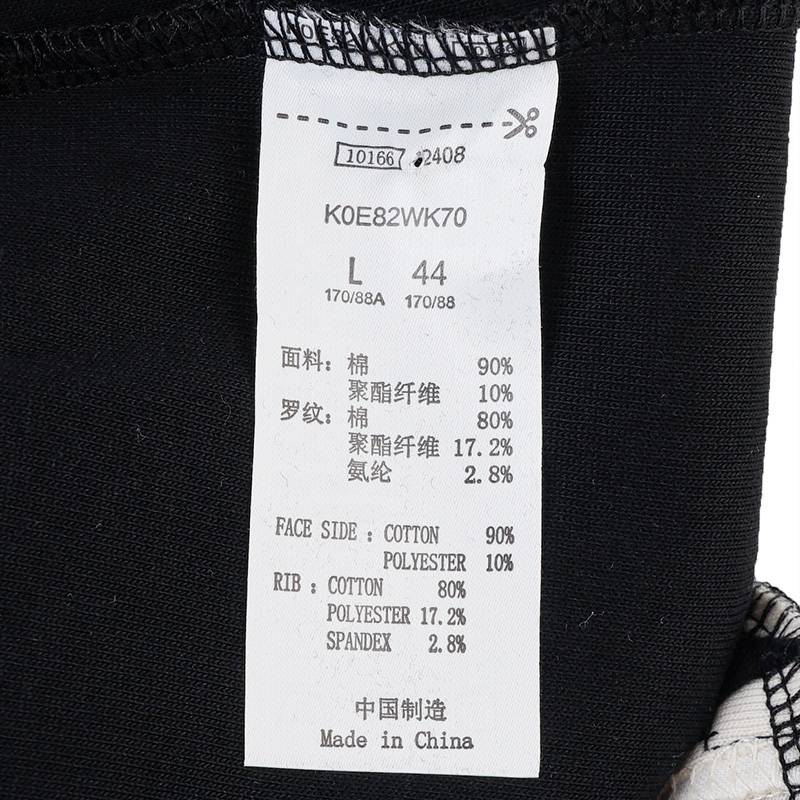 10166 2408
K0E82WK70
L 44
170/88A 170/88
面料：棉 90%
聚酯纤维 10%
罗纹：棉 80%
聚酯纤维 17.2%
氨纶 2.8%
FACE SIDE : COTTON 90%
POLYESTER 10%
RIB : COTTON 80%
POLYESTER 17.2%
SPANDEX 2.8%
中国制造
Made in China